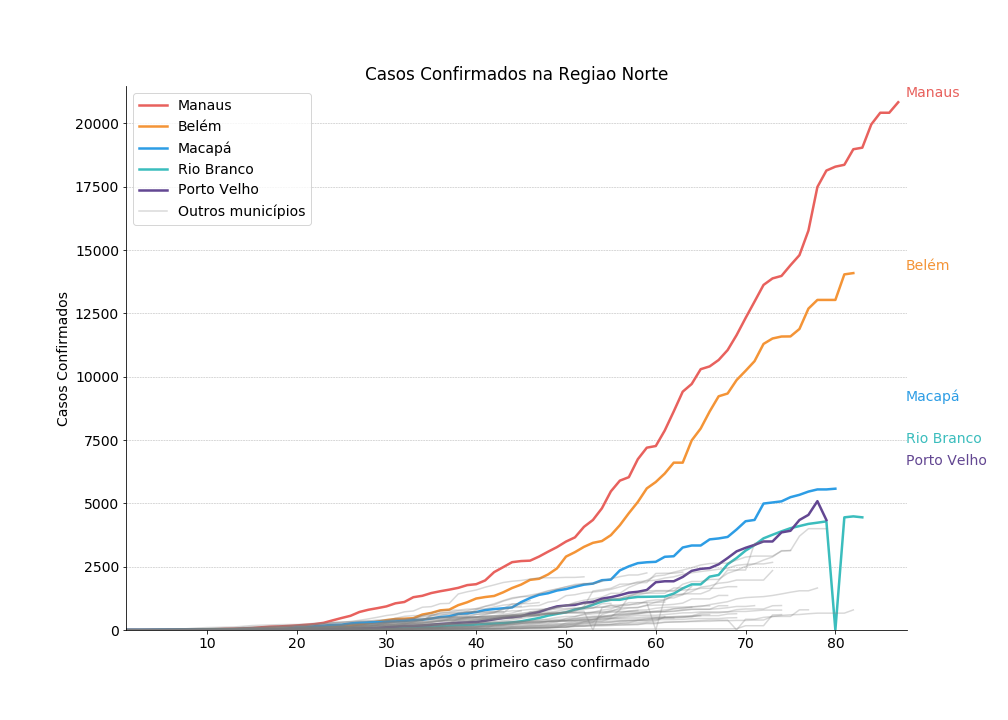 Casos Confirmados na Regiao Norte
Manaus
Belém
Macapá
Rio Branco
Porto Velho
Outros municípios
Manaus
Belém
Macapá
Rio Branco
Porto Velho
Casos Confirmados
20000
17500
15000
12500
10000
7500
5000
2500
0
10 20 30 40 50 60 70 80
Dias após o primeiro caso confirmado